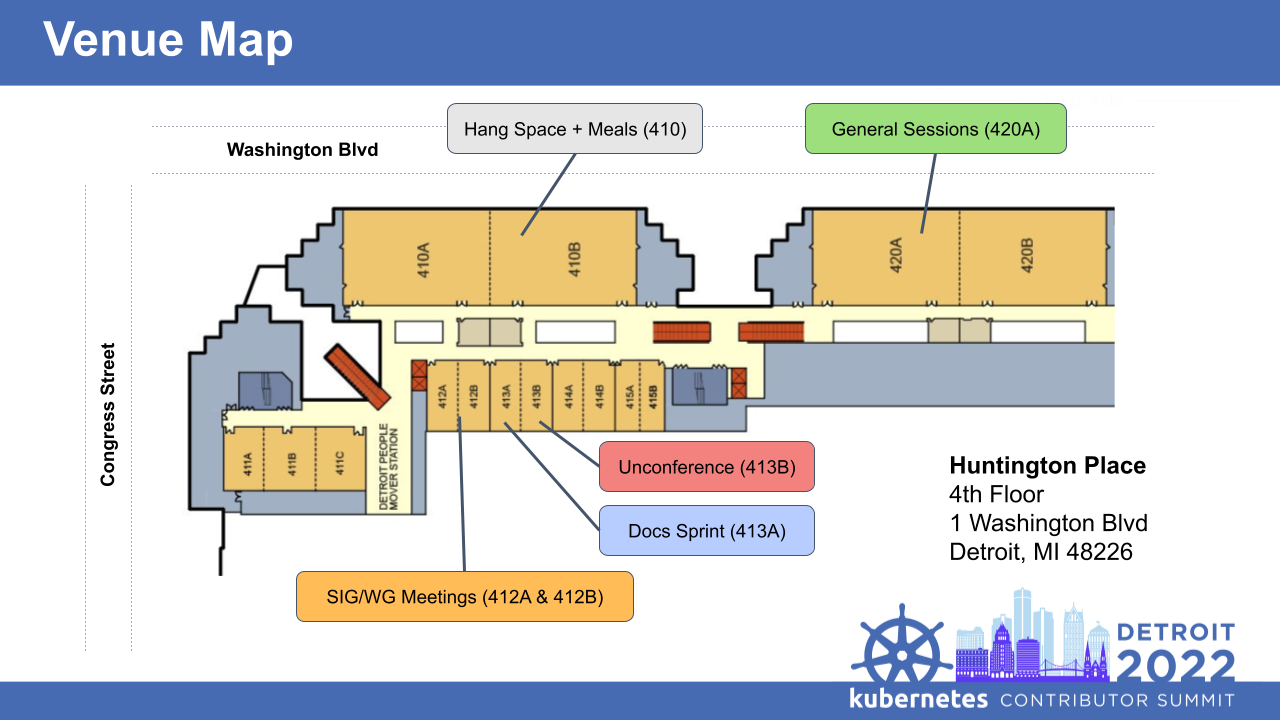 Venue Map
Hang Space + Meals (410)
General Sessions (420A)
Washington Blvd
Congress Street
410A
410B
420A
420B
412A
412B
413A
413B
414A
414B
415A
415B
411A
411B
411C
DETROIT PEOPLE
MOVER STATION
Unconference (413B)
Docs Sprint (413A)
SIG/WG Meetings (412A & 412B)
Huntington Place
4th Floor
1 Washington Blvd
Detroit, MI 48226
DETROIT
2022
kubernetes CONTRIBUTOR SUMMIT